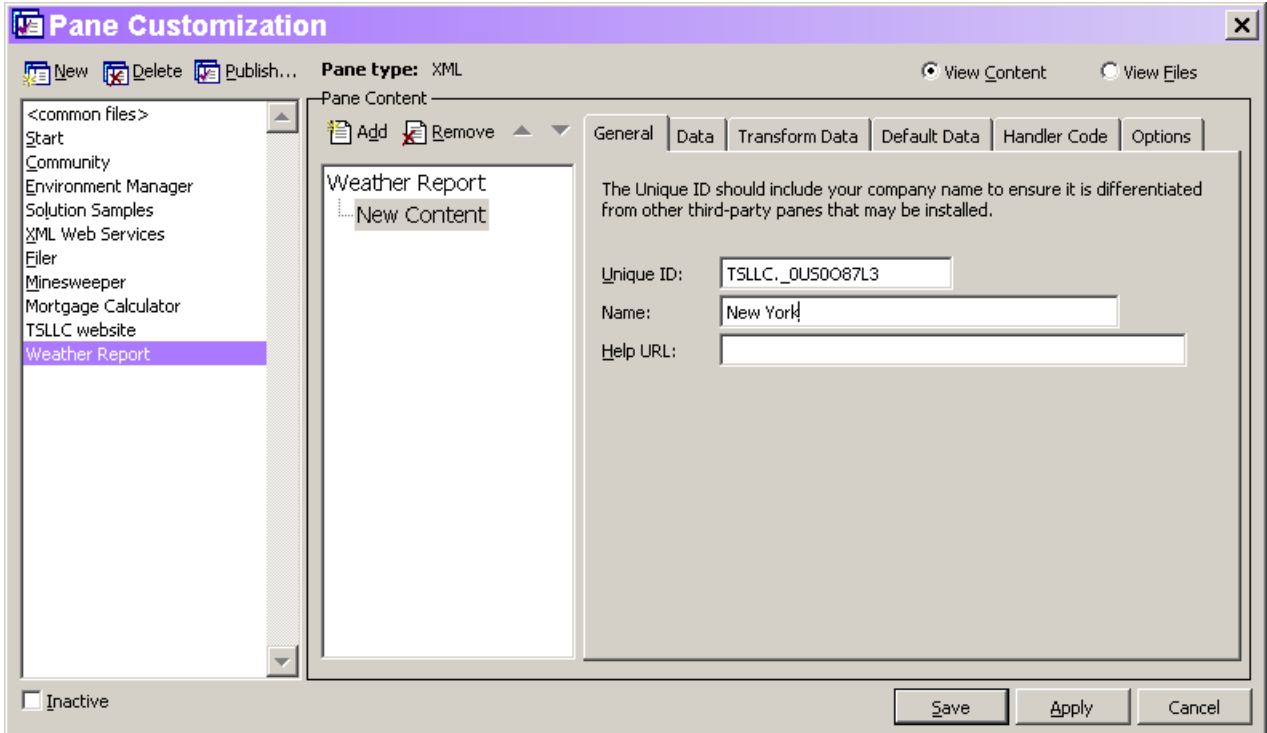 Pane Customization
New Delete Publish... Pane type: XML View Content View Files
<common files>
Start
Community
Environment Manager
Solution Samples
XML Web Services
Filer
Minesweeper
Mortgage Calculator
TSLLC website
Weather Report
Inactive
Pane Content
Add Remove
Weather Report
New Content
General Data Transform Data Default Data Handler Code Options
The Unique ID should include your company name to ensure it is differentiated
from other third-party panes that may be installed.
Unique ID: TSLLC._0US0O87L3
Name: New York
Help URL:
Save Apply Cancel